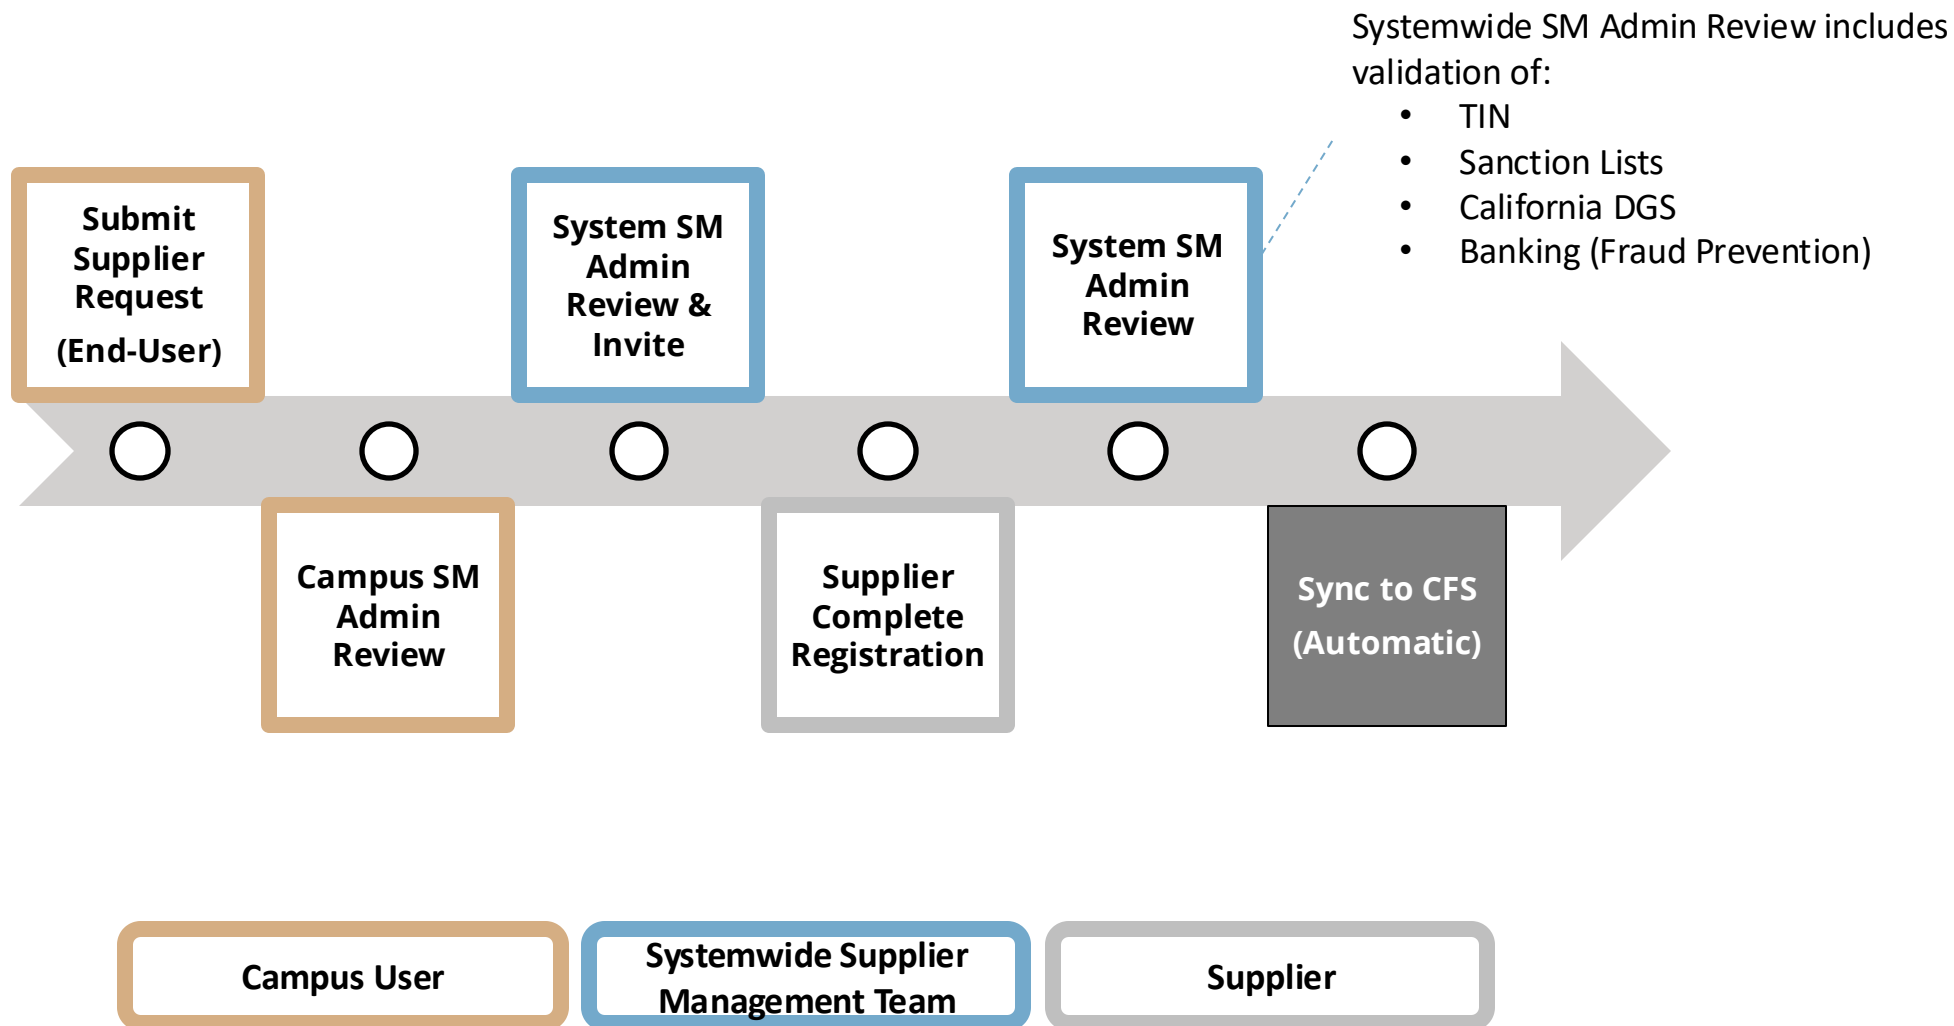 Systemwide SM Admin Review includes
validation of:
• TIN
• Sanction Lists
• California DGS
• Banking (Fraud Prevention)
Submit
Supplier
Request
(End-User)
Campus SM
Admin
Review
System SM
Admin
Review &
Invite
Supplier
Complete
Registration
System SM
Admin
Review
Sync to CFS
(Automatic)
Campus User
Systemwide Supplier
Management Team
Supplier